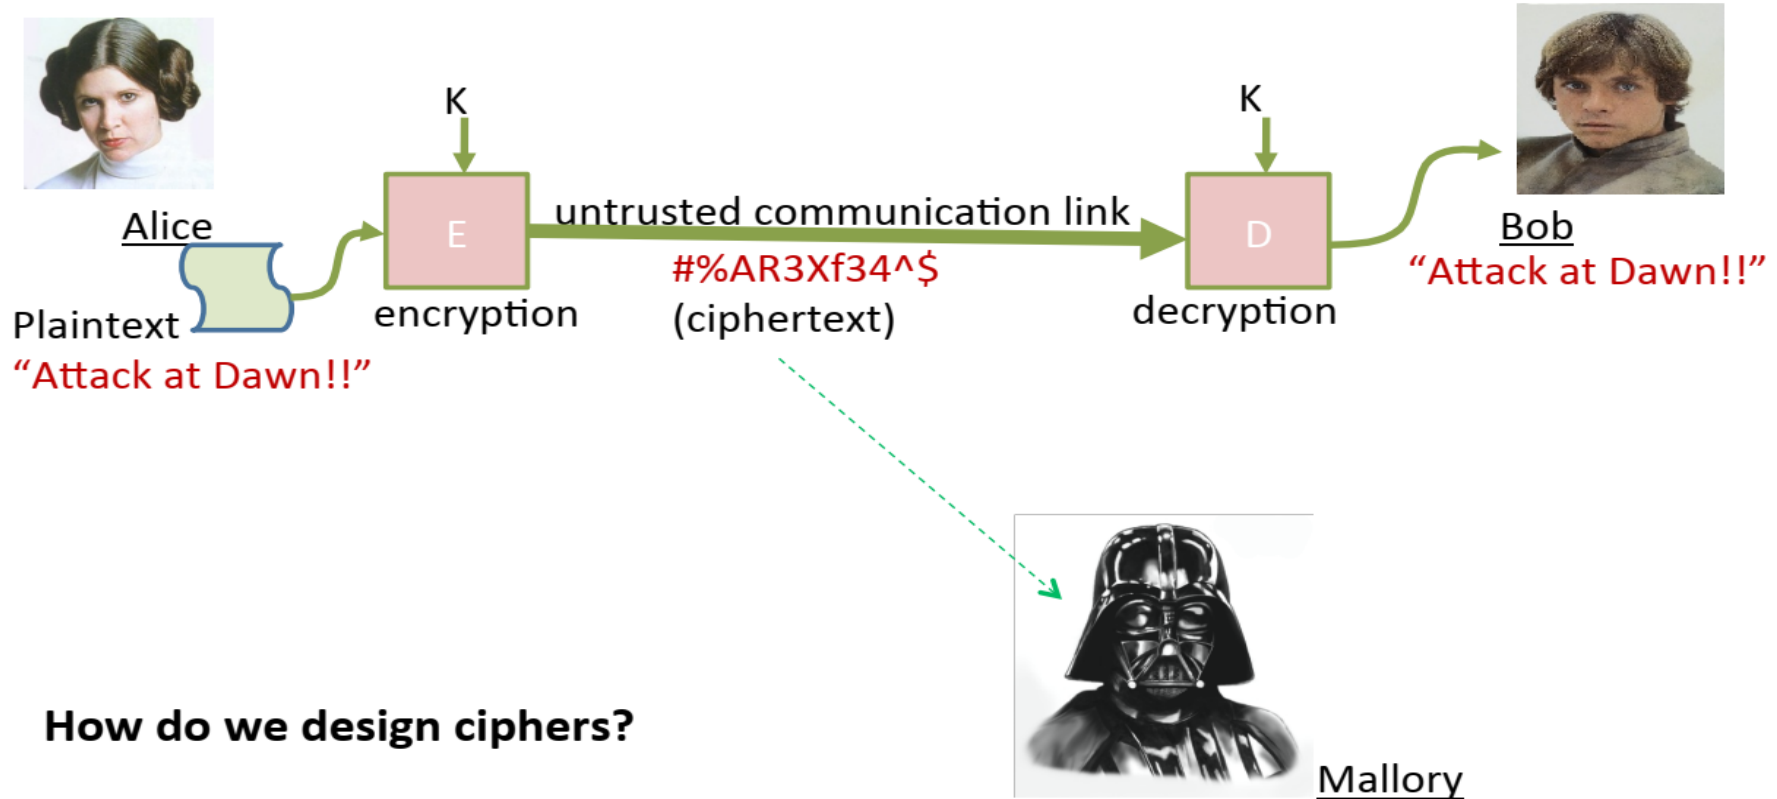 K
K
E
untrusted communication link
D
Alice
Bob
#%AR3Xf34^$
“Attack at Dawn!!”
Plaintext
encryption
(ciphertext)
decryption
“Attack at Dawn!!”
How do we design ciphers?
Mallory